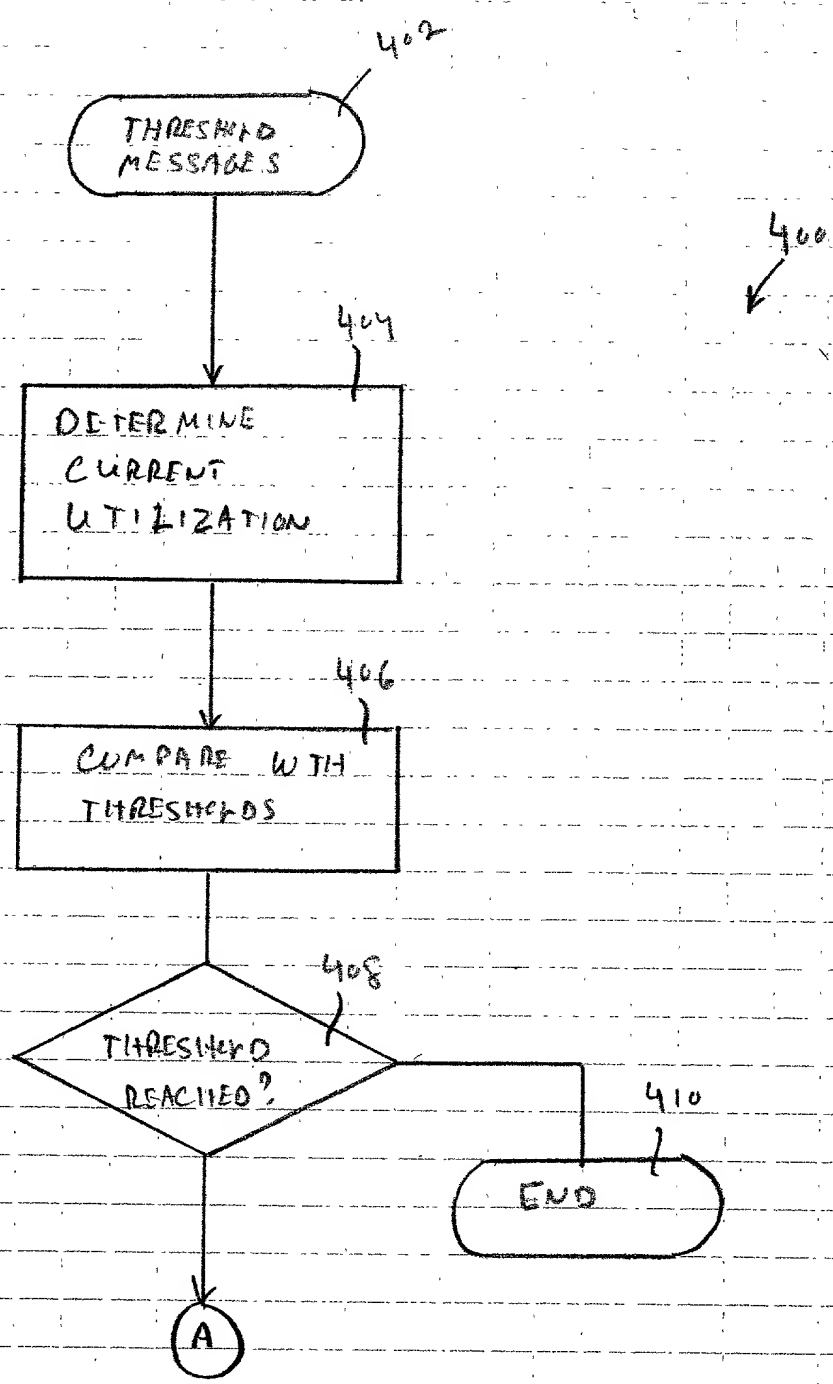 402
THRESHOLD
MESSAGES
400
404
DETERMINE
CURRENT
UTILIZATION
406
COMPARE WITH
THRESHOLDS
408
THRESHOLD
REACHED?
410
END
A